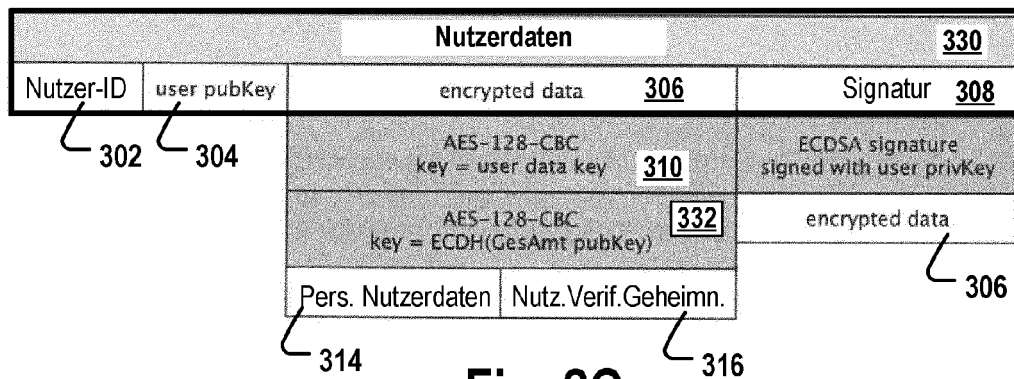 Nutzerdaten 330
Nutzer-ID user pubKey encrypted data 306 Signatur 308
302 304
AES-128-CBC
key = user data key 310
ECDSA signature
signed with user privKey
AES-128-CBC
key = ECDH(GesAmt pubKey) 332
encrypted data
306
Pers. Nutzerdaten Nutz.Verif.Geheimn.
314 316